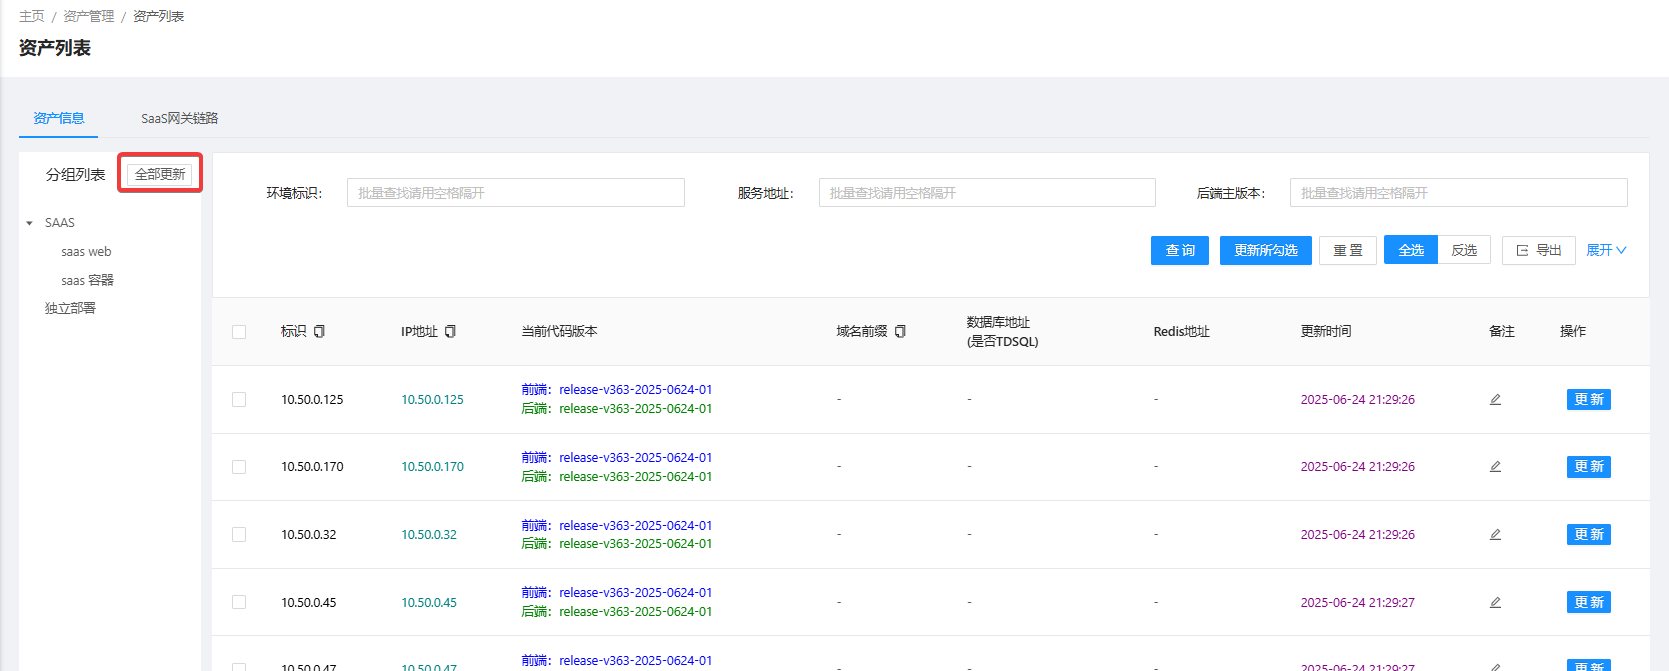 主页 / 资产管理 / 资产列表
资产列表
资产信息 SaaS网关链路
分组列表 全部更新
SAAS
saas web
saas 容器
独立部署
环境标识: 批量查找请用空格隔开 服务地址: 批量查找请用空格隔开 后端主版本: 批量查找请用空格隔开
查 询 更新所勾选 重 置 全选 反选 导出 展开
标识 IP地址 当前代码版本 域名前缀 数据库地址 (是否TDSQL) Redis地址 更新时间 备注 操作
10.50.0.125 10.50.0.125 前端：release-v363-2025-0624-01 - - - 2025-06-24 21:29:26 更 新
后端：release-v363-2025-0624-01
10.50.0.170 10.50.0.170 前端：release-v363-2025-0624-01 - - - 2025-06-24 21:29:26 更 新
后端：release-v363-2025-0624-01
10.50.0.32 10.50.0.32 前端：release-v363-2025-0624-01 - - - 2025-06-24 21:29:26 更 新
后端：release-v363-2025-0624-01
10.50.0.45 10.50.0.45 前端：release-v363-2025-0624-01 - - - 2025-06-24 21:29:27 更 新
后端：release-v363-2025-0624-01
10.50.0.47 10.50.0.47 前端：release-v363-2025-0624-01 2025-06-24 21:29:27 更 新